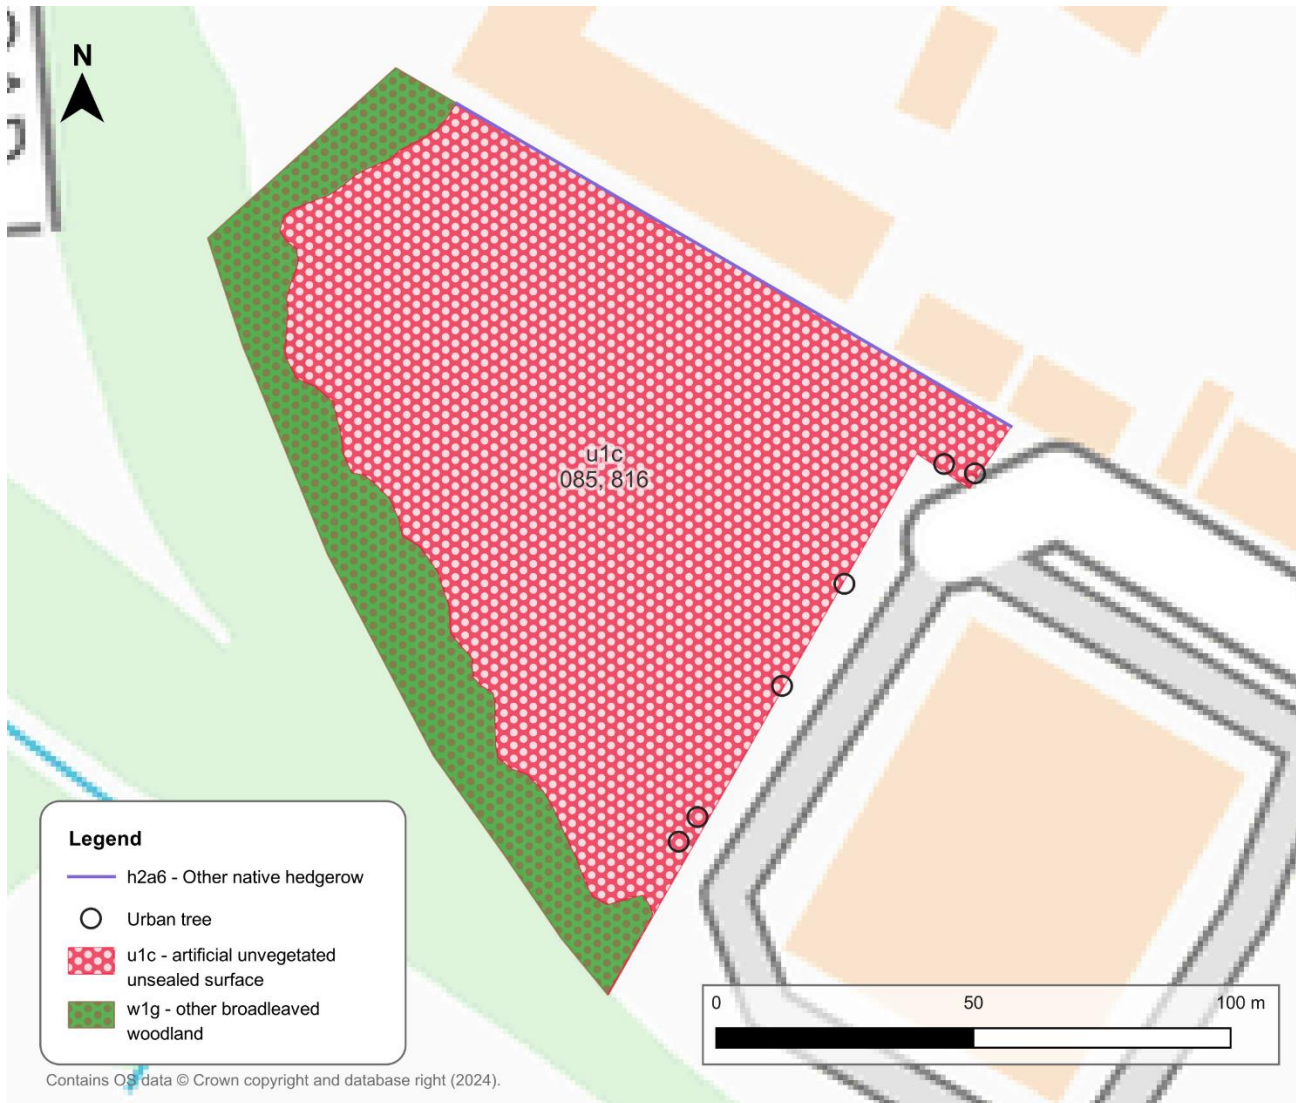 N
u1c
085, 816
Legend
h2a6 - Other native hedgerow
Urban tree
u1c - artificial unvegetated
unsealed surface
w1g - other broadleaved
woodland
0 50 100 m
Contains OS data © Crown copyright and database right (2024).